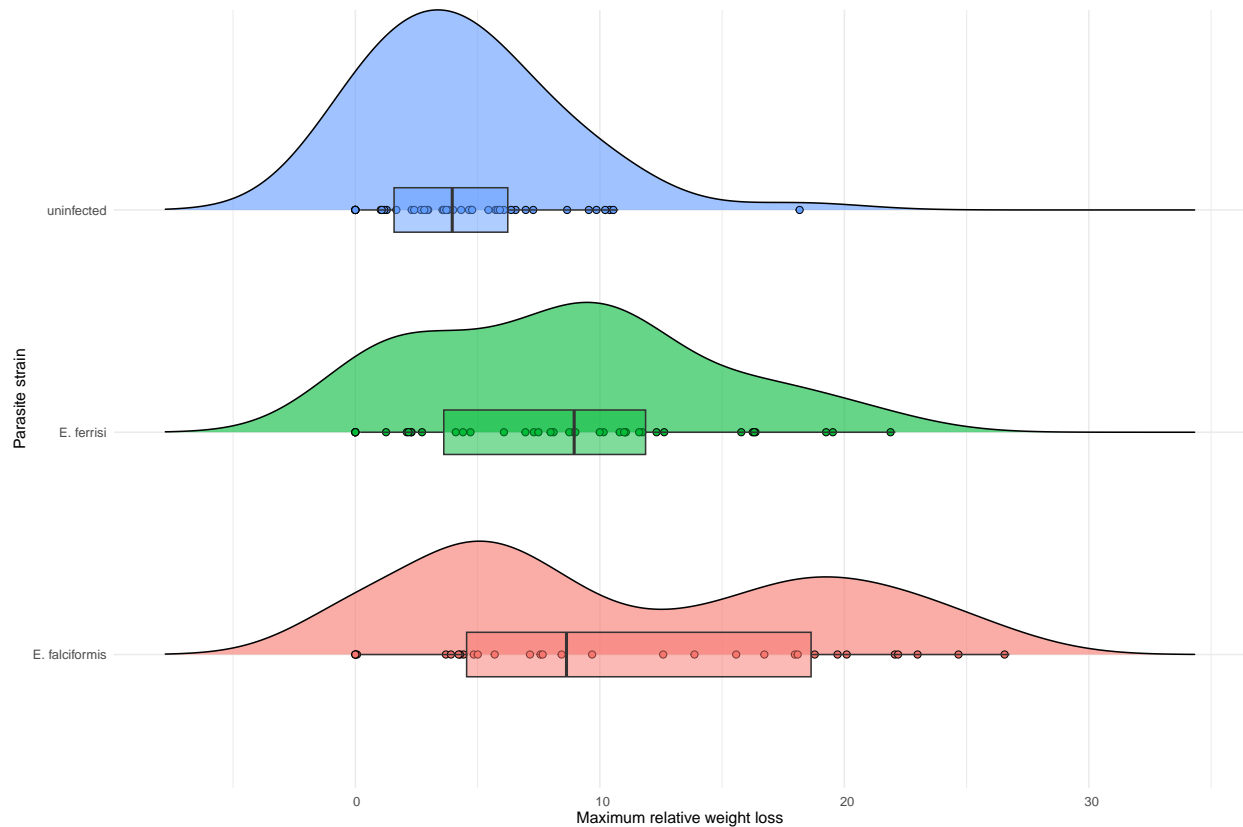 uninfected
E. ferrisi
E. falciformis
Parasite strain
0 10 20 30
Maximum relative weight loss